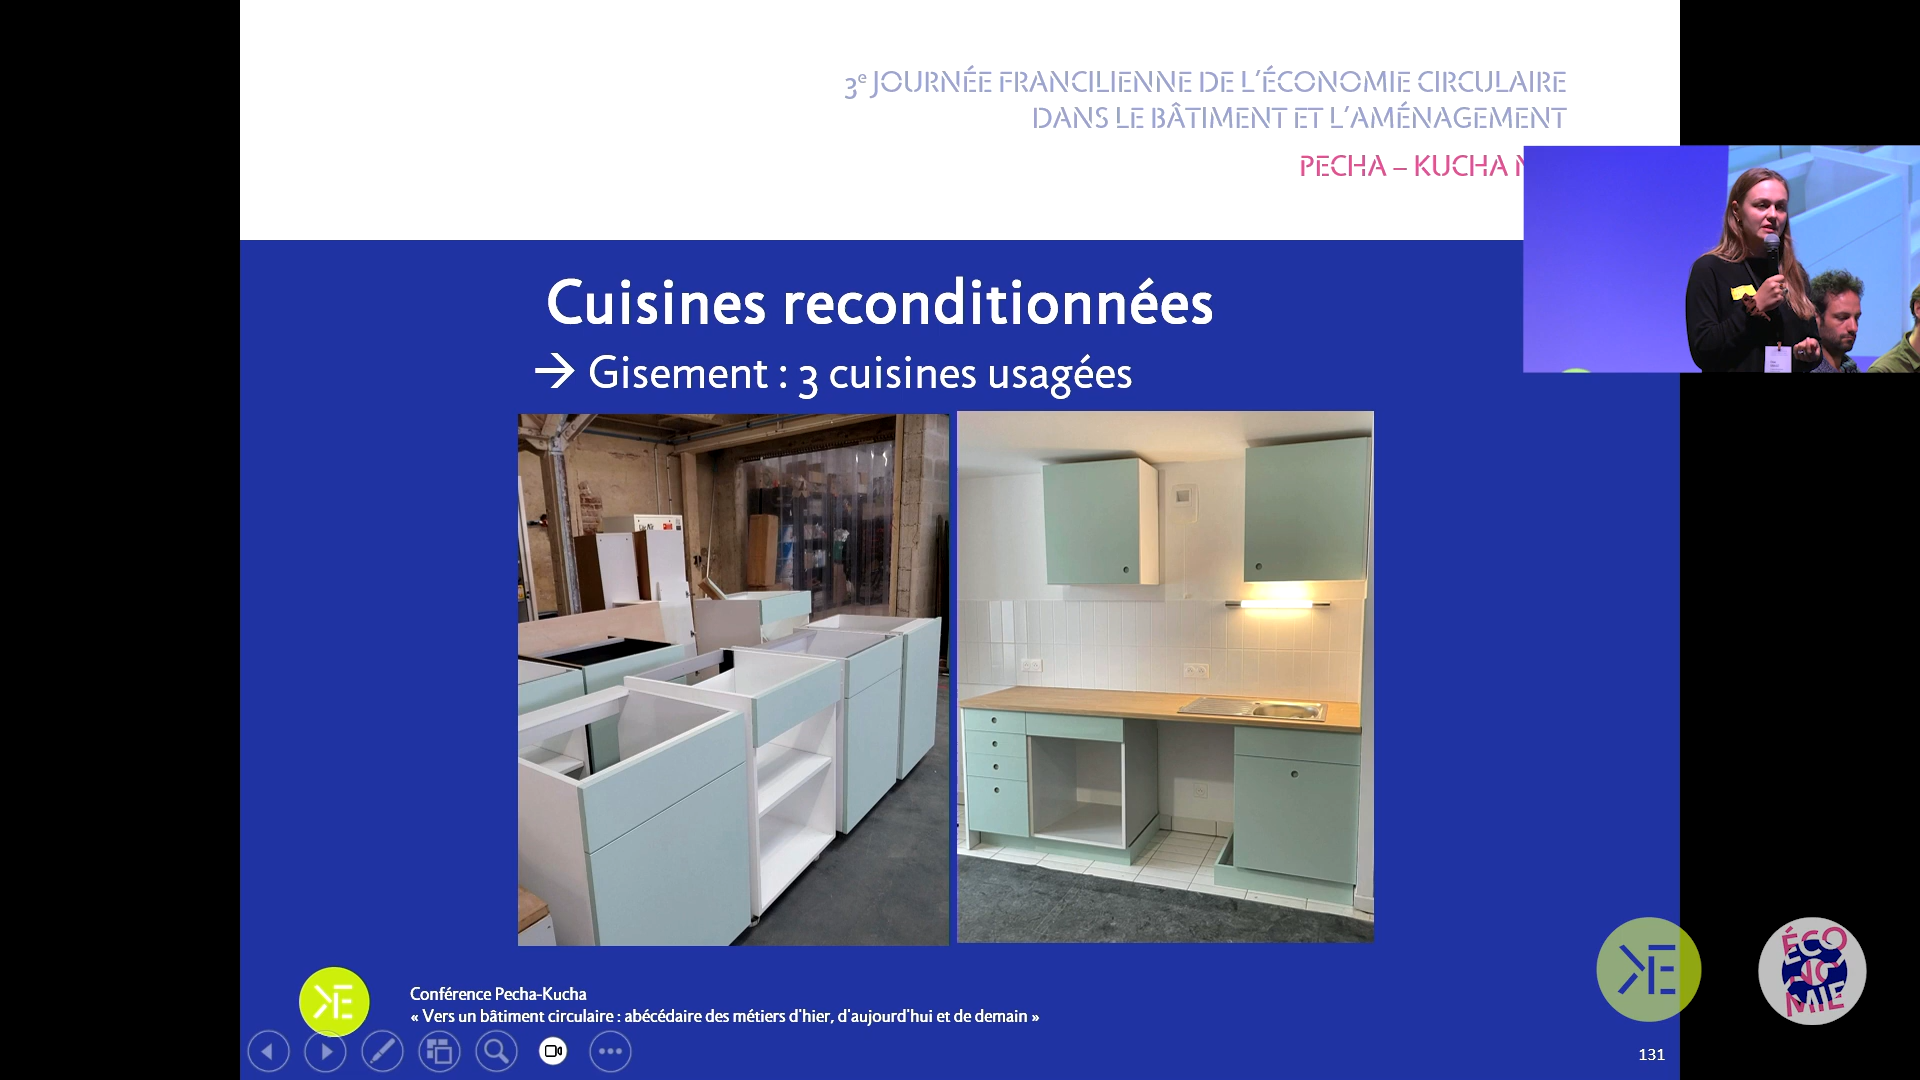 3e JOURNÉE FRANCILIENNE DE L'ÉCONOMIE CIRCULAIRE
DANS LE BÂTIMENT ET L'AMÉNAGEMENT
PECHA – KUCHA
Cuisines reconditionnées
→ Gisement : 3 cuisines usagées
Conférence Pecha-Kucha
« Vers un bâtiment circulaire : abécédaire des métiers d'hier, d'aujourd'hui et de demain »
131
KE
KE
ÉCO
NO
MIE